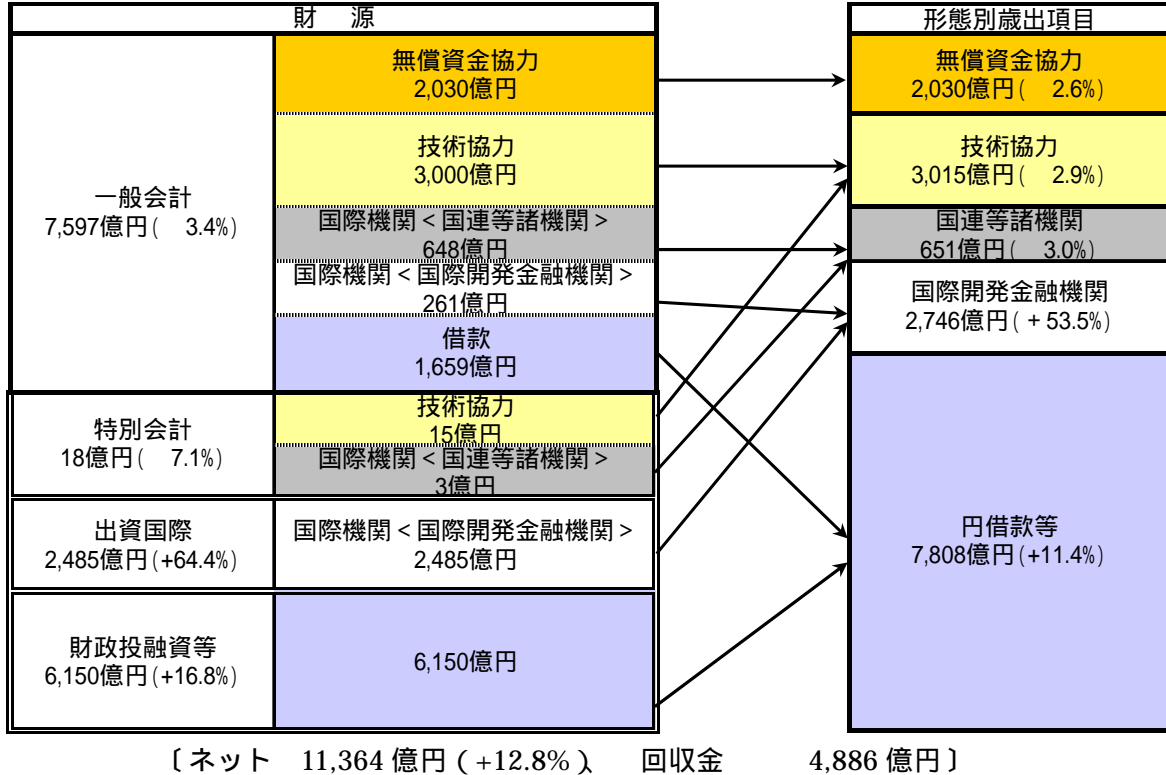 財 源
一般会計
7,597億円( 3.4%)
無償資金協力
2,030億円
技術協力
3,000億円
国際機関<国連等諸機関>
648億円
国際機関<国際開発金融機関>
261億円
借款
1,659億円
特別会計
18億円( 7.1%)
技術協力
15億円
国際機関<国連等諸機関>
3億円
出資国際
2,485億円(+64.4%)
国際機関<国際開発金融機関>
2,485億円
財政投融資等
6,150億円(+16.8%)
6,150億円
形態別歳出項目
無償資金協力
2,030億円( 2.6%)
技術協力
3,015億円( 2.9%)
国連等諸機関
651億円( 3.0%)
国際開発金融機関
2,746億円(+53.5%)
円借款等
7,808億円(+11.4%)
〔ネット 11,364億円(+12.8%)、 回収金 4,886億円〕